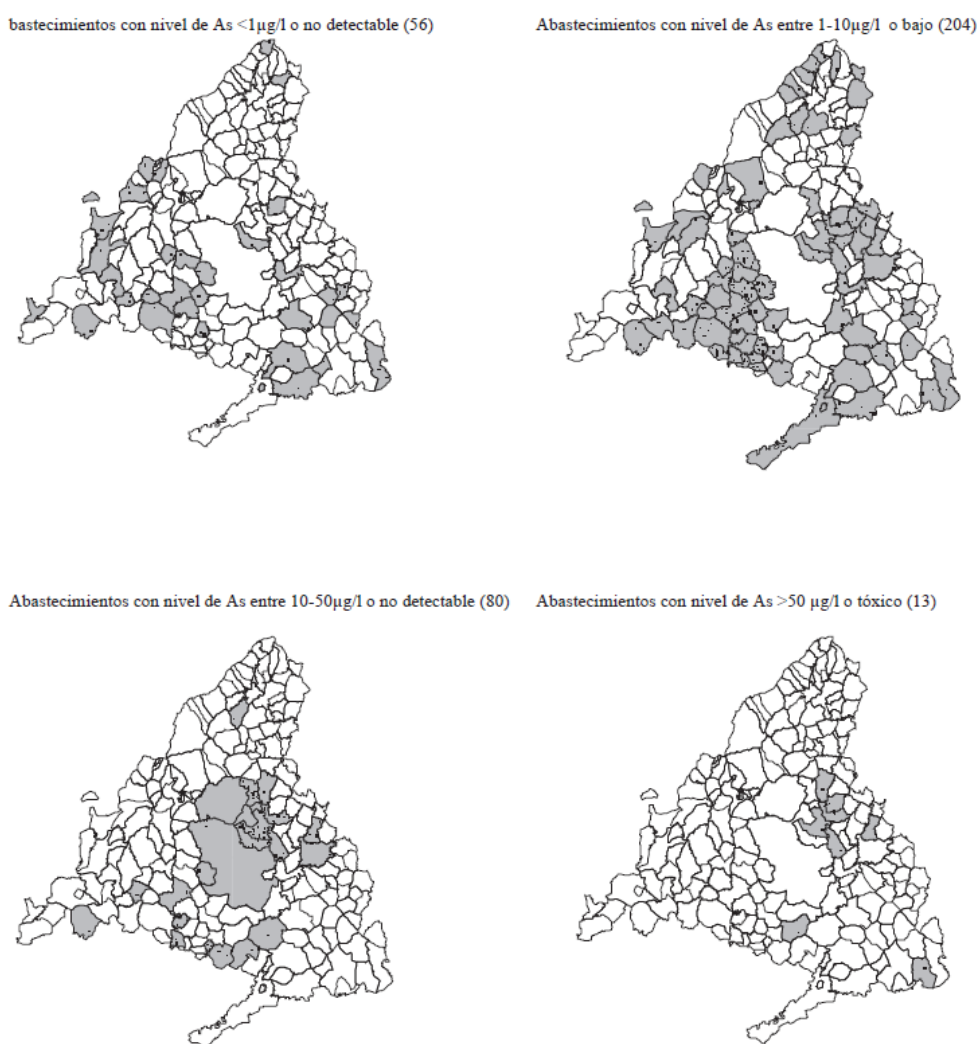 bastecimientos con nivel de As <1µg/l o no detectable (56)
Abastecimientos con nivel de As entre 1-10µg/l o bajo (204)
Abastecimientos con nivel de As entre 10-50µg/l o no detectable (80)
Abastecimientos con nivel de As >50 µg/l o tóxico (13)